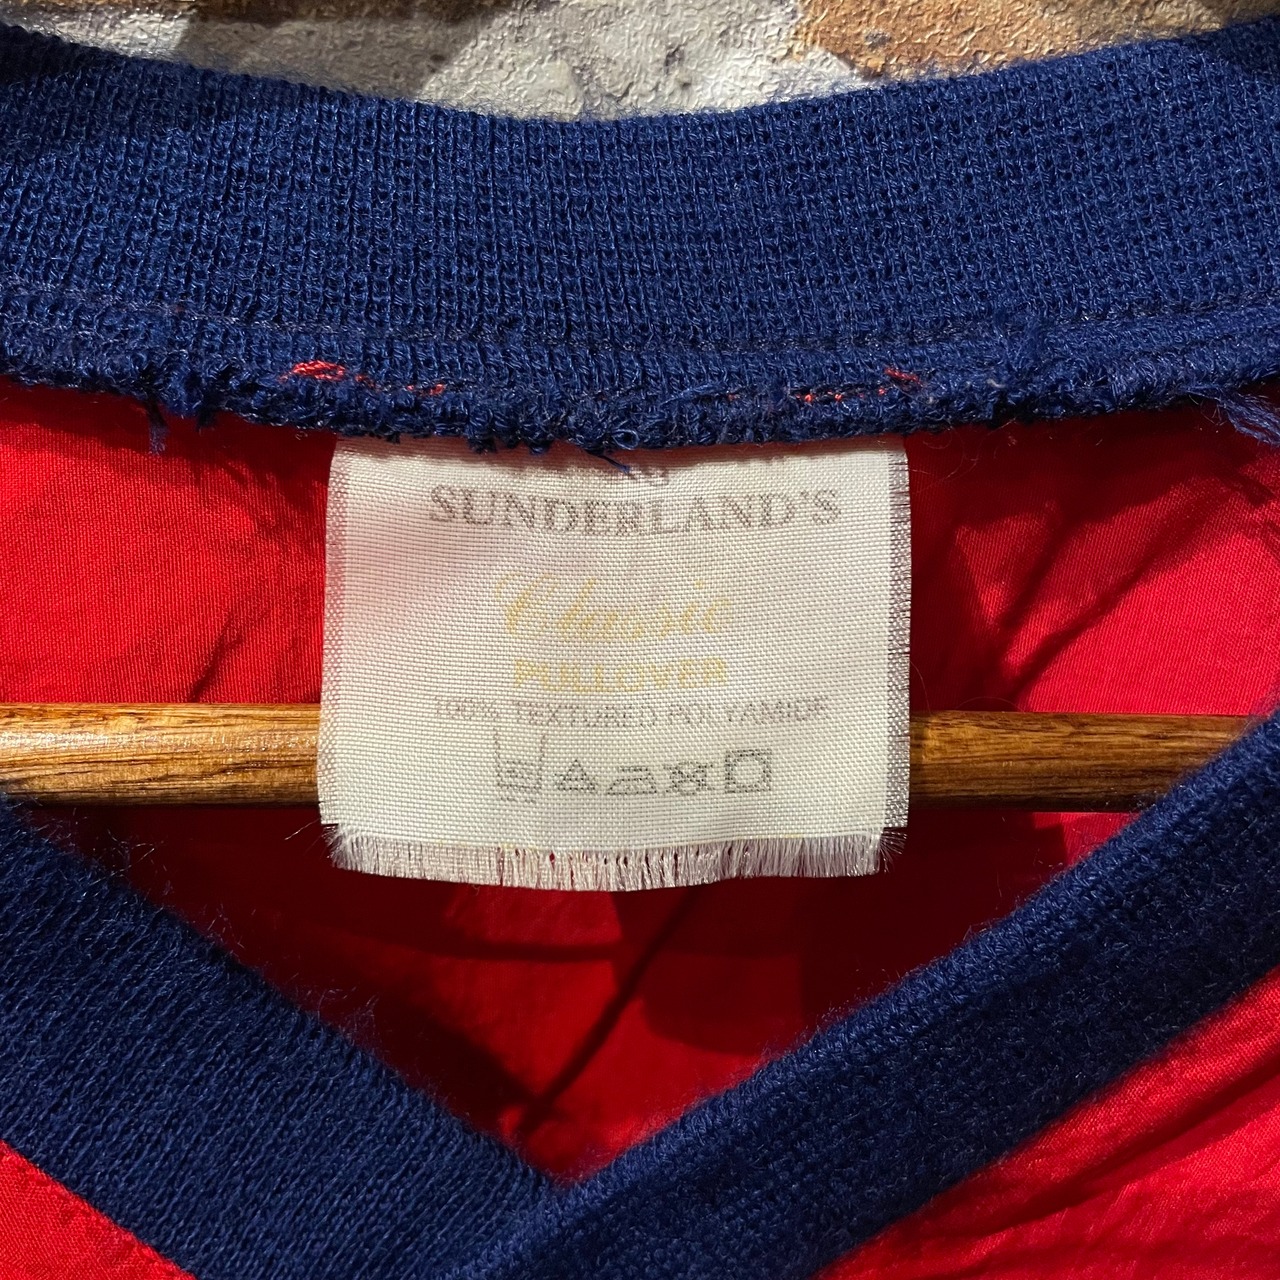 SUNDERLAND'S
Classic
PULLOVER
100% TEXTURED POLYAMIDE